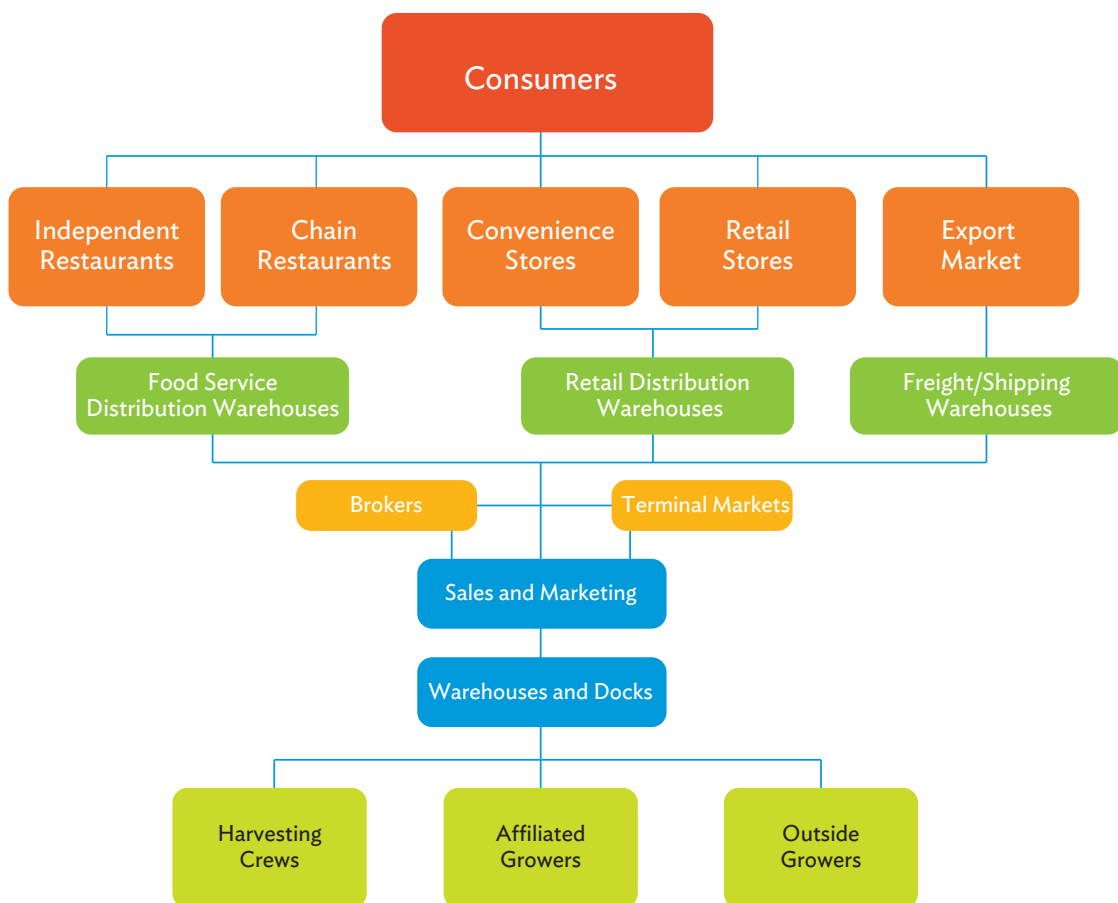 Consumers
Independent
Restaurants
Chain
Restaurants
Convenience
Stores
Retail
Stores
Export
Market
Food Service
Distribution Warehouses
Retail Distribution
Warehouses
Freight/Shipping
Warehouses
Brokers
Terminal Markets
Sales and Marketing
Warehouses and Docks
Harvesting
Crews
Affiliated
Growers
Outside
Growers